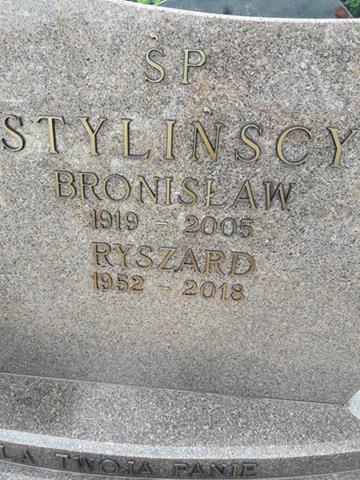 ŚP
STYLIŃSCY
BRONISŁAW
1919 - 2005
RYSZARD
1952 - 2018
TWOJA PANIE